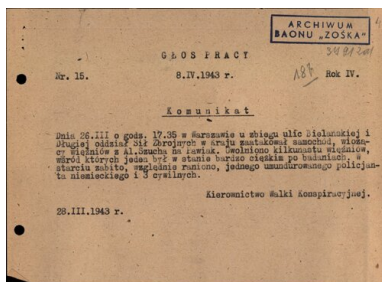 ARCHIWUM
BAONU „ZOŚKA”
GŁOS PRACY
Nr. 15. 8.IV.1943 r. Rok IV.
Komunikat
Dnia 26.III o godz. 17.35 w Warszawie u zbiegu ulic Bielańskiej i
Długiej oddział Sił Zbrojnych w Kraju zaatakował samochód, wiozą-
cy więźniów z Al.Szucha na Pawiak. Uwolniono kilkunastu więźniów,
wśród których jeden był w stanie bardzo ciężkim po badaniach. W
starciu zabito, względnie raniono, jednego umundurowanego policjan-
ta niemieckiego i 3 cywilnych.
Kierownictwo Walki Konspiracyjnej.
28.III.1943 r.